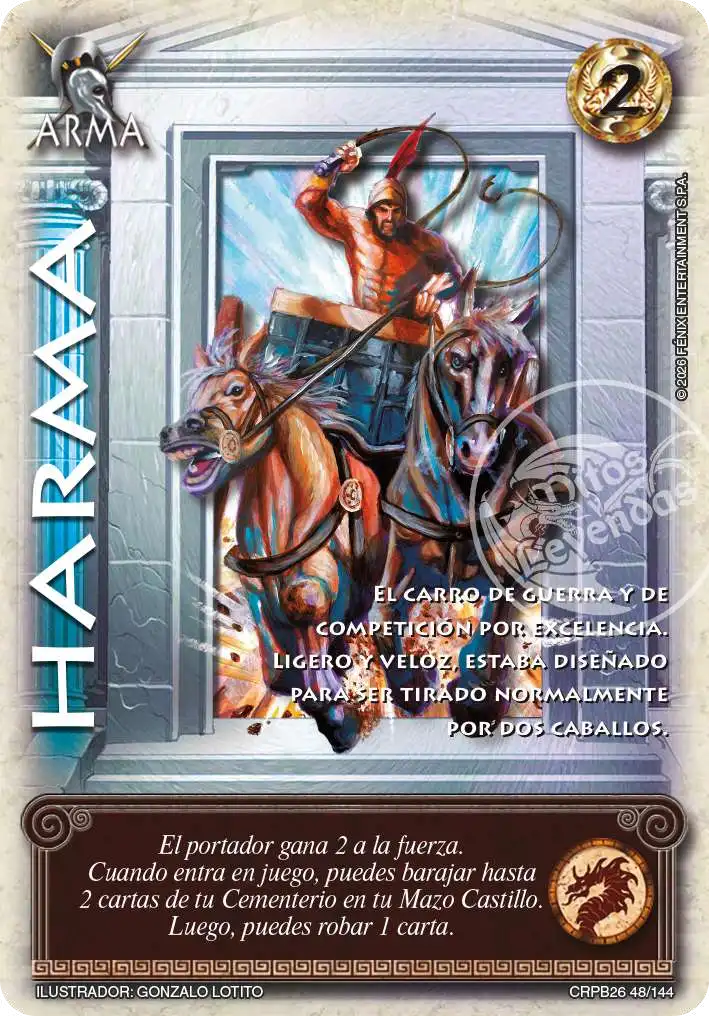 ARMA
2
HARMA
© 2026 FÉNIX ENTERTAINMENT S.P.A.
Mitos
y
Leyendas
EL CARRO DE GUERRA Y DE
COMPETICIÓN POR EXCELENCIA.
LIGERO Y VELOZ, ESTABA DISEÑADO
PARA SER TIRADO NORMALMENTE
POR DOS CABALLOS.
El portador gana 2 a la fuerza.
Cuando entra en juego, puedes barajar hasta
2 cartas de tu Cementerio en tu Mazo Castillo.
Luego, puedes robar 1 carta.
ILUSTRADOR: GONZALO LOTITO
CRPB26 48/144